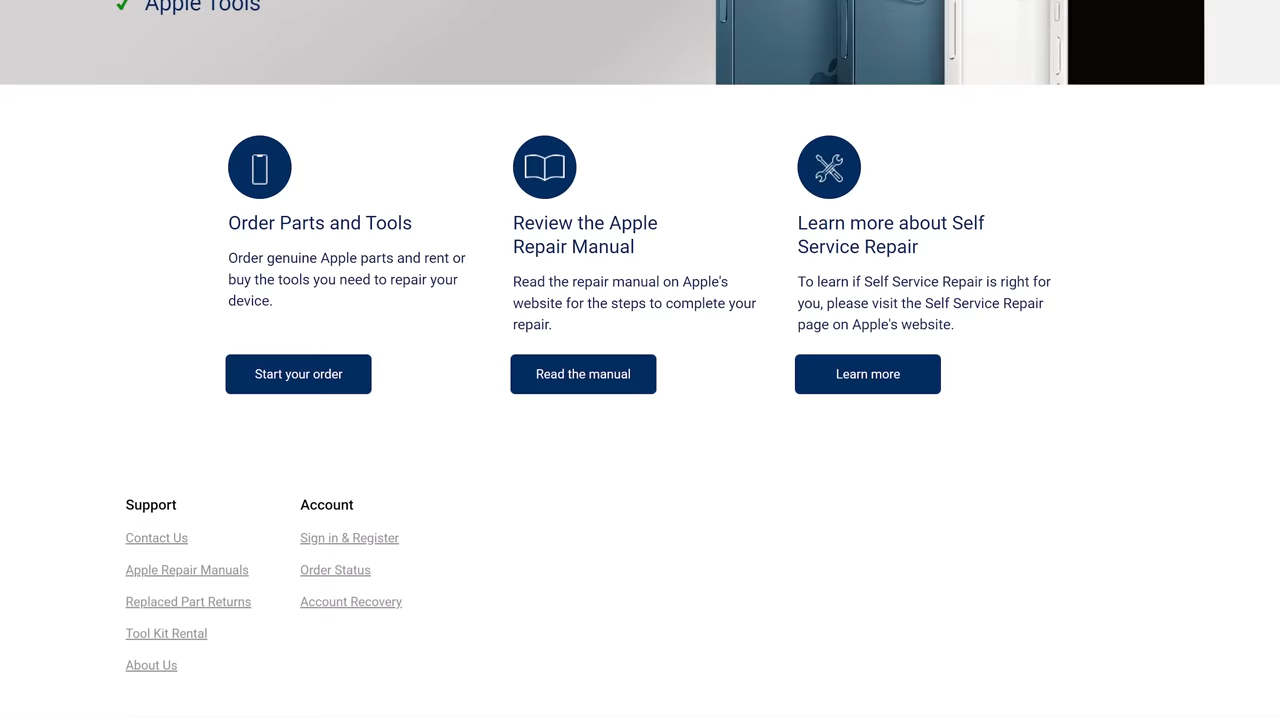 Apple Tools
Order Parts and Tools
Order genuine Apple parts and rent or
buy the tools you need to repair your
device.
Start your order
Review the Apple
Repair Manual
Read the repair manual on Apple's
website for the steps to complete your
repair.
Read the manual
Learn more about Self
Service Repair
To learn if Self Service Repair is right for
you, please visit the Self Service Repair
page on Apple's website.
Learn more
Support
Contact Us
Apple Repair Manuals
Replaced Part Returns
Tool Kit Rental
About Us
Account
Sign in & Register
Order Status
Account Recovery